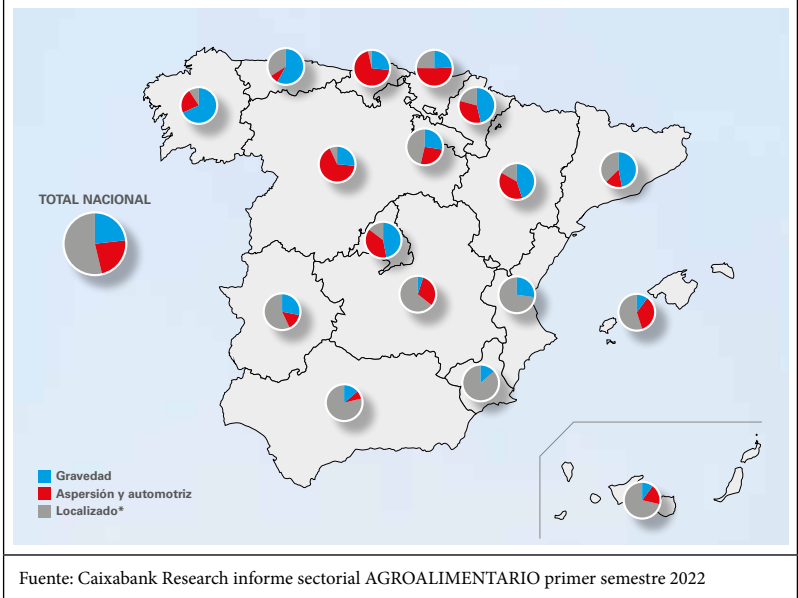 TOTAL NACIONAL
Gravedad
Aspersión y automotriz
Localizado*
Fuente: Caixabank Research informe sectorial AGROALIMENTARIO primer semestre 2022